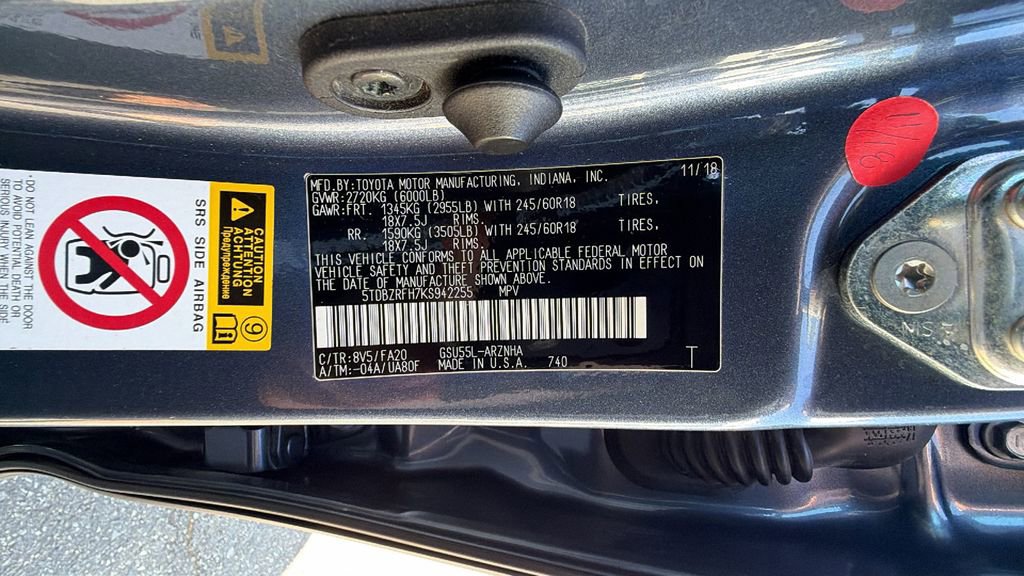 MFD.BY:TOYOTA MOTOR MANUFACTURING, INDIANA, INC. 11/18
GVWR:2720KG (6000LB)
GAWR:FRT. 1345KG (2955LB) WITH 245/60R18 TIRES.
18X7.5J RIMS.
RR. 1590KG (3505LB) WITH 245/60R18 TIRES.
18X7.5J RIMS.
THIS VEHICLE CONFORMS TO ALL APPLICABLE FEDERAL MOTOR
VEHICLE SAFETY AND THEFT PREVENTION STANDARDS IN EFFECT ON
THE DATE OF MANUFACTURE SHOWN ABOVE.
5TDBZRFH7KS942255 MPV
C/TR:8V5/FA20 GSU55L-ARZNHA
A/TM:-04A/UA80F MADE IN U.S.A. 740 T
CAUTION
ATTENTION
ACHTUNG
Предупреждение
9
SRS SIDE AIRBAG
• DO NOT LEAN AGAINST THE DOOR
TO AVOID POTENTIAL DEATH OR
SERIOUS INJURY WHEN THE
SIDE
11/18
MS